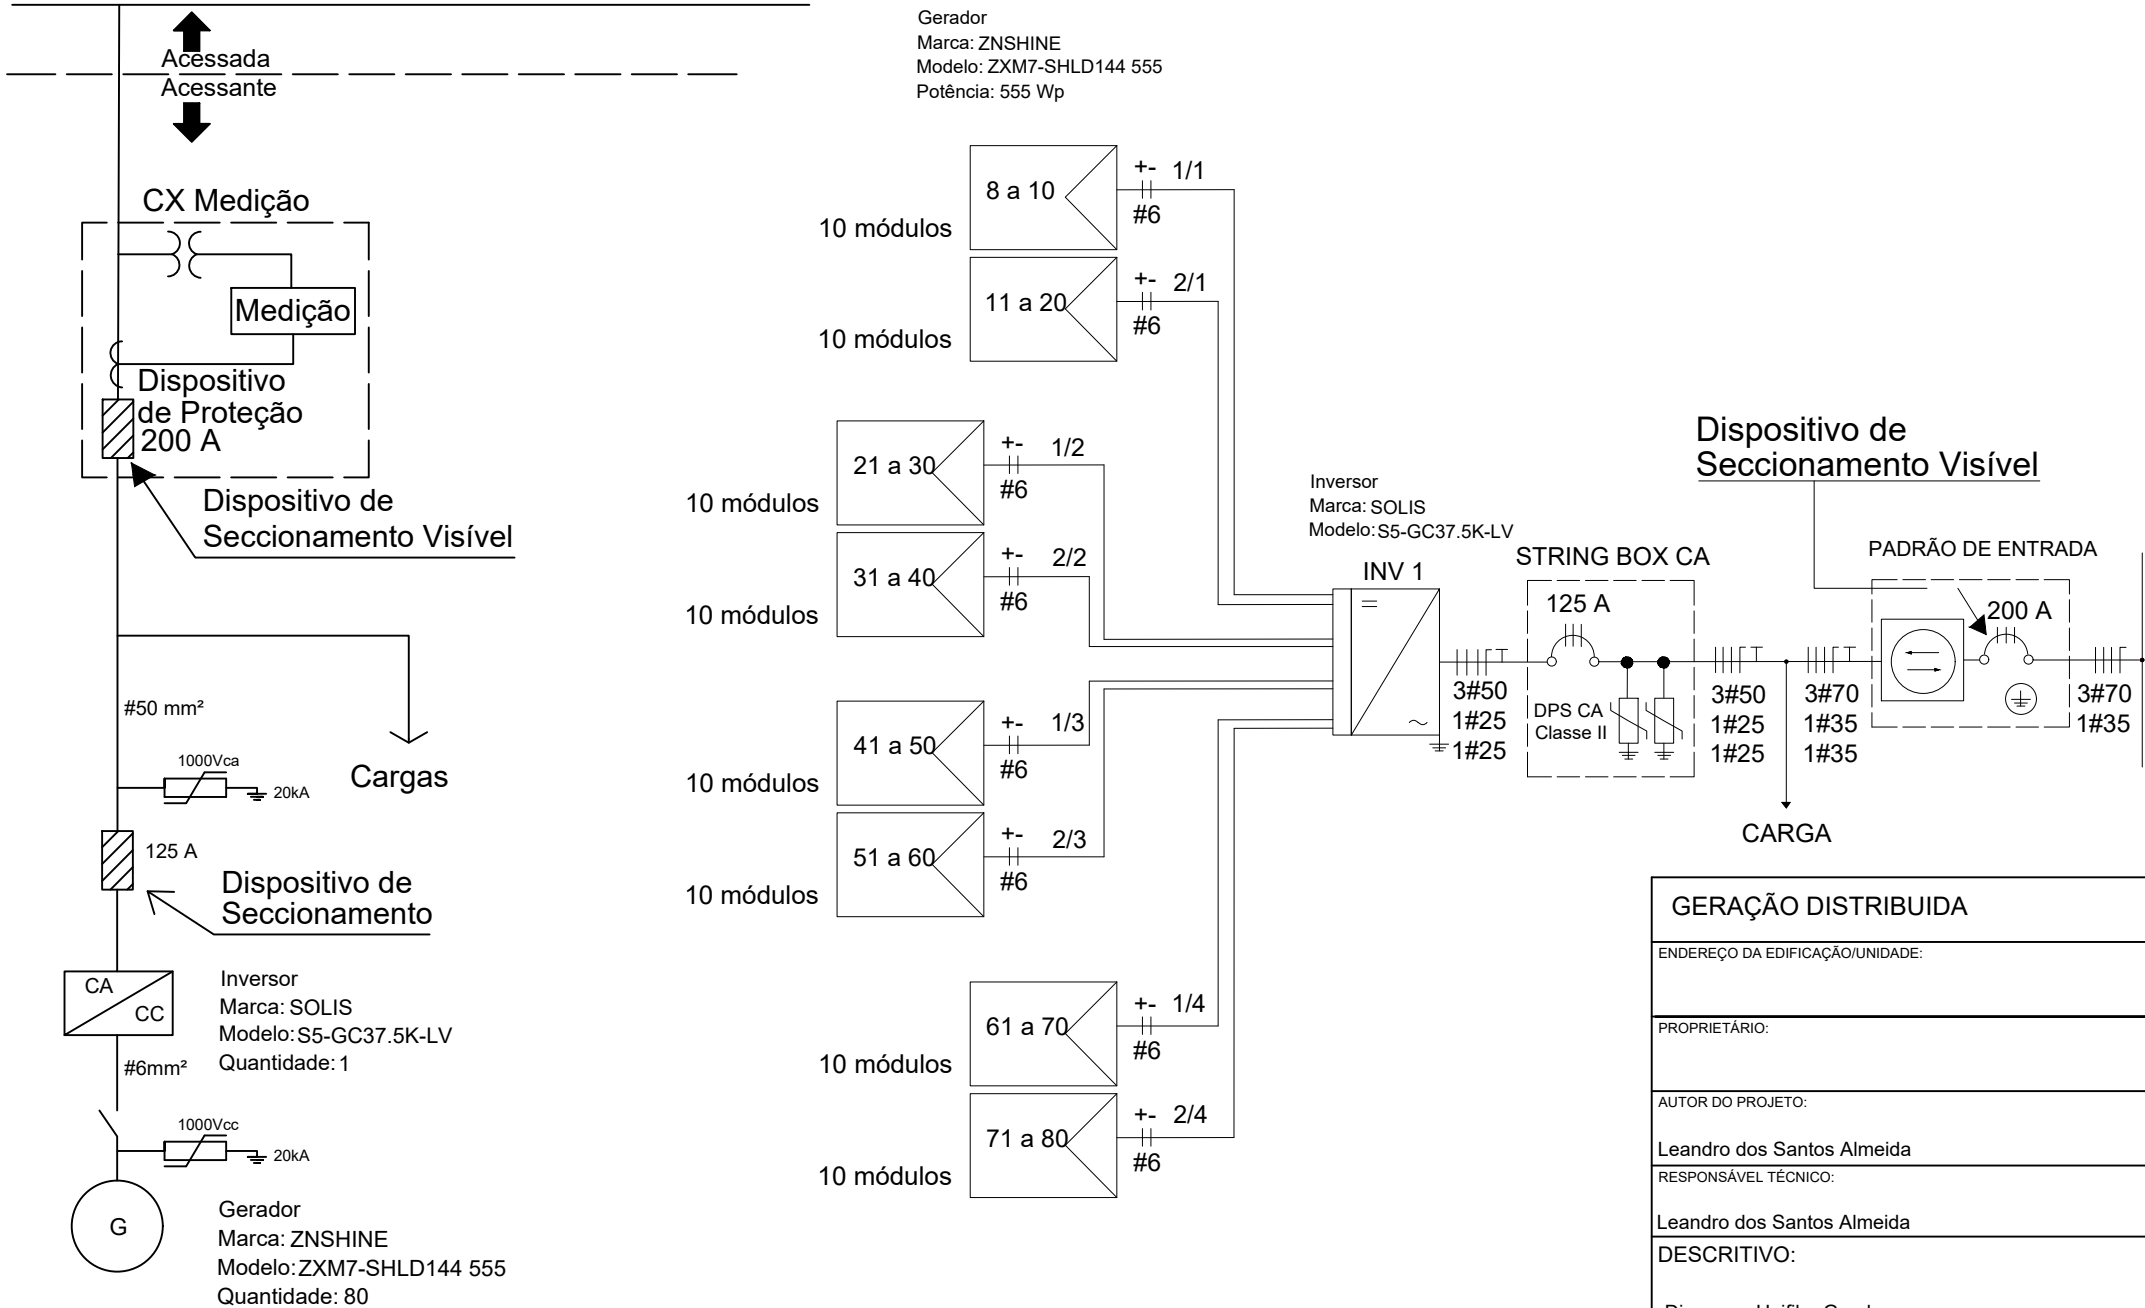 Acessada
Acessante
CX Medição
Medição
Dispositivo
de Proteção
200 A
Dispositivo de
Seccionamento Visível
#50 mm²
1000Vca
20kA
Cargas
125 A
Dispositivo de
Seccionamento
CA
CC
Inversor
Marca: SOLIS
Modelo: S5-GC37.5K-LV
Quantidade: 1
#6mm²
1000Vcc
20kA
G
Gerador
Marca: ZNSHINE
Modelo: ZXM7-SHLD144 555
Quantidade: 80
Gerador
Marca: ZNSHINE
Modelo: ZXM7-SHLD144 555
Potência: 555 Wp
8 a 10
+- 1/1
#6
10 módulos
11 a 20
+- 2/1
#6
10 módulos
21 a 30
+- 1/2
#6
10 módulos
31 a 40
+- 2/2
#6
10 módulos
41 a 50
+- 1/3
#6
10 módulos
51 a 60
+- 2/3
#6
10 módulos
61 a 70
+- 1/4
#6
10 módulos
71 a 80
+- 2/4
#6
10 módulos
Inversor
Marca: SOLIS
Modelo: S5-GC37.5K-LV
INV 1
3#50
1#25
1#25
STRING BOX CA
125 A
DPS CA
Classe II
3#50
1#25
1#25
3#70
1#35
1#35
CARGA
Dispositivo de
Seccionamento Visível
PADRÃO DE ENTRADA
200 A
3#70
1#35
GERAÇÃO DISTRIBUIDA
ENDEREÇO DA EDIFICAÇÃO/UNIDADE:
PROPRIETÁRIO:
AUTOR DO PROJETO:
Leandro dos Santos Almeida
RESPONSÁVEL TÉCNICO:
Leandro dos Santos Almeida
DESCRITIVO: